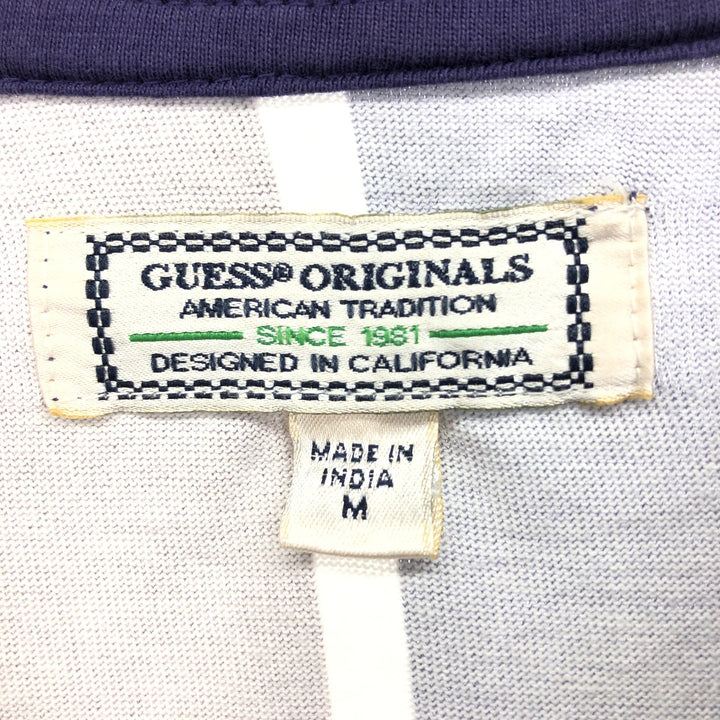 GUESS® ORIGINALS
AMERICAN TRADITION
SINCE 1981
DESIGNED IN CALIFORNIA
MADE IN
INDIA
M